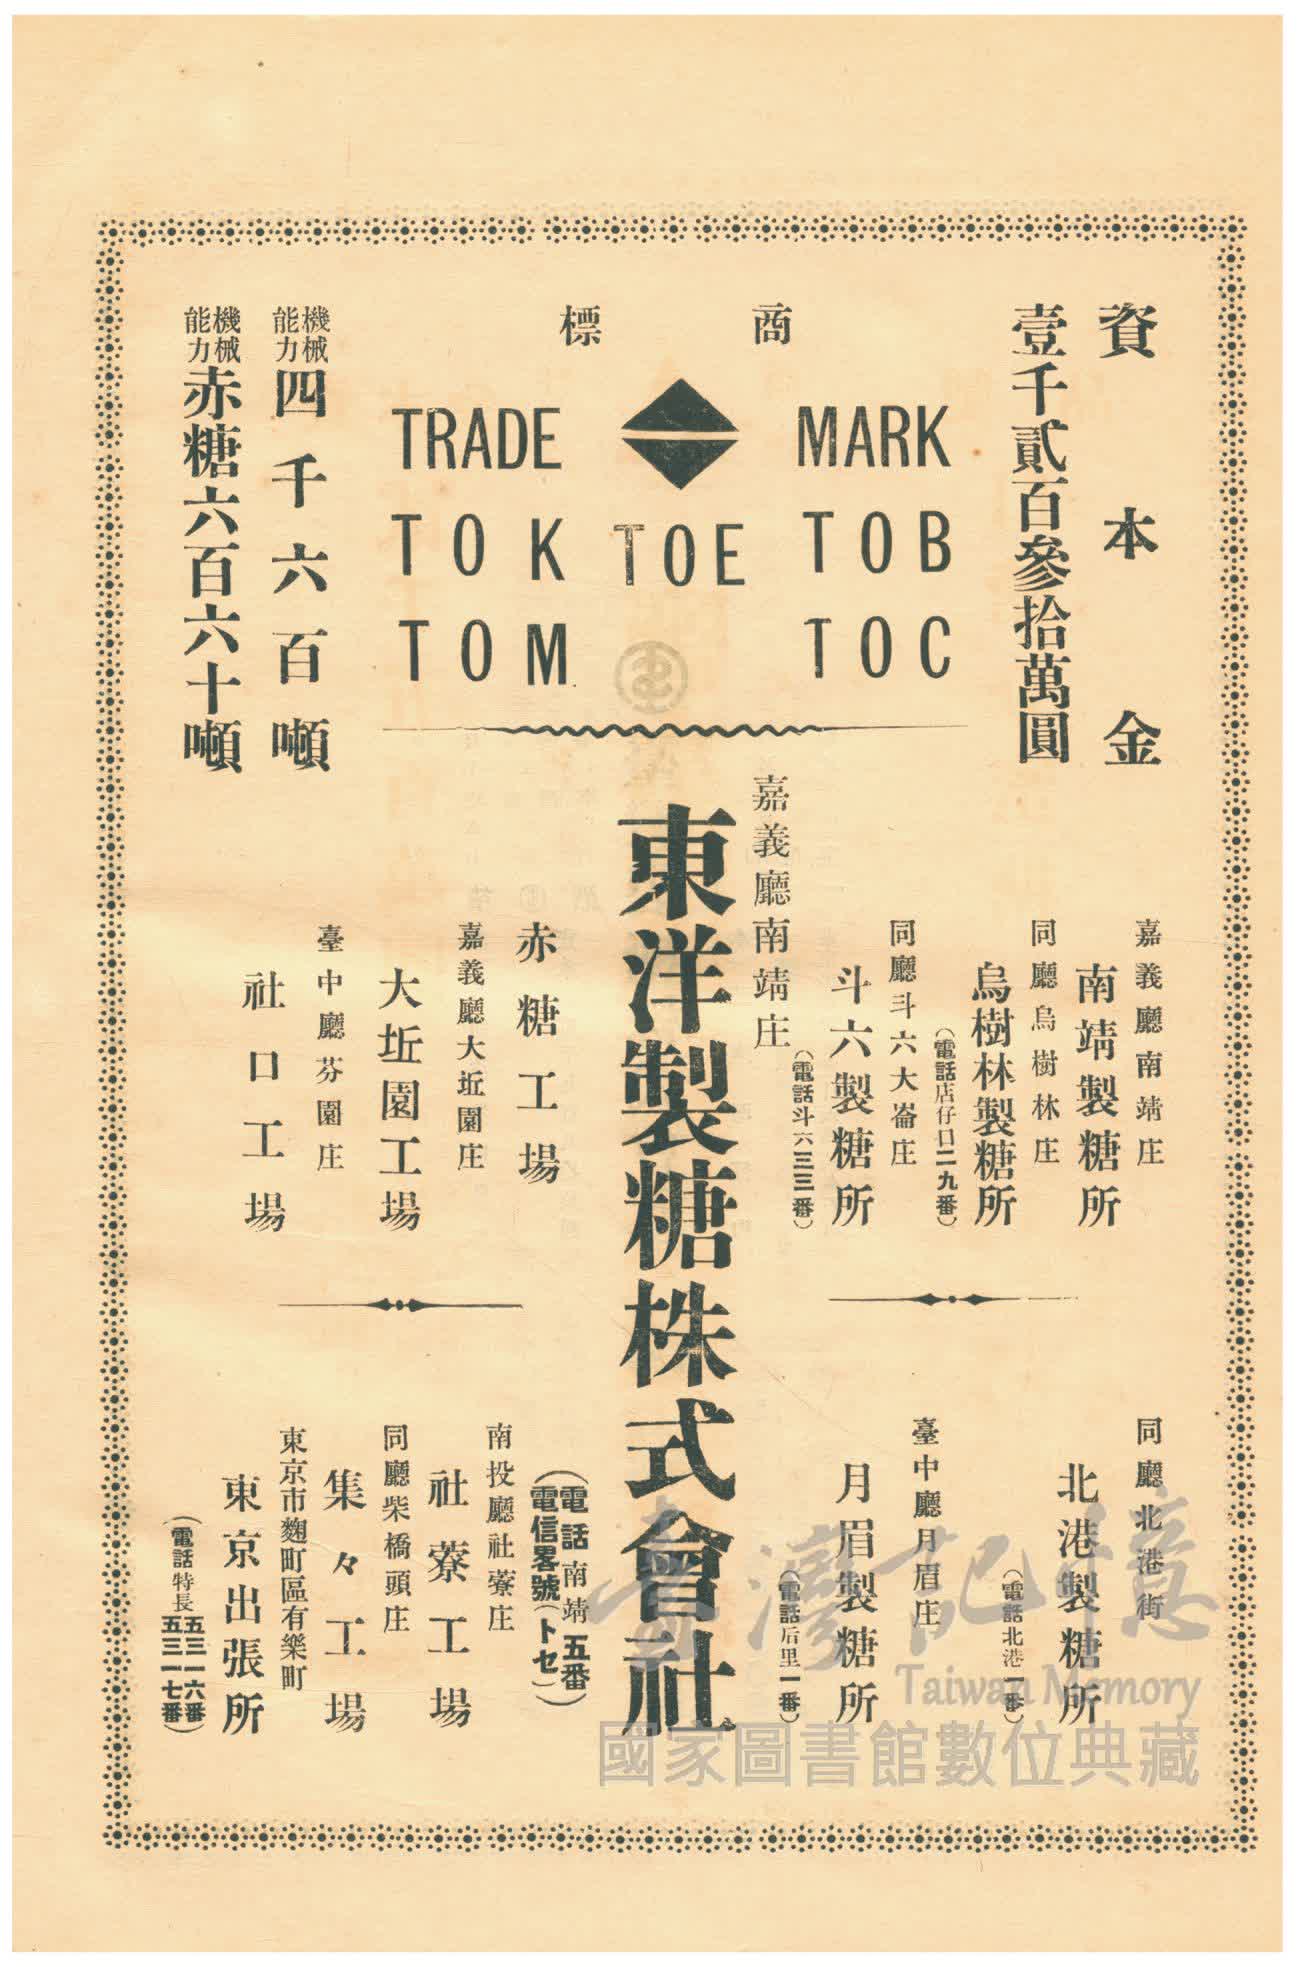 資本金
壹千貳百參拾萬圓
商標
TRADE MARK
TOK TOE TOB
TOM TOC
機械能力四千六百噸
機械能力赤糖六百六十噸
嘉義廳南靖庄
南靖製糖所
同廳烏樹林庄
烏樹林製糖所
(電話店仔口二九番)
同廳斗六大崙庄
斗六製糖所
(電話斗六三三番)
同廳北港街
北港製糖所
(電話北港一番)
臺中廳月眉庄
月眉製糖所
(電話后里一番)
嘉義廳南靖庄
東洋製糖株式會社
(電話南靖五番)
電信畧號(トセ)
赤糖工場
嘉義廳大坵園庄
大坵園工場
臺中廳芬園庄
社口工場
南投廳社藔庄
社藔工場
同廳柴橋頭庄
集々工場
東京市麴町區有樂町
東京出張所
(電話特長五三一六番
五三一七番)
臺灣記憶
Taiwan Memory
國家圖書館數位典藏